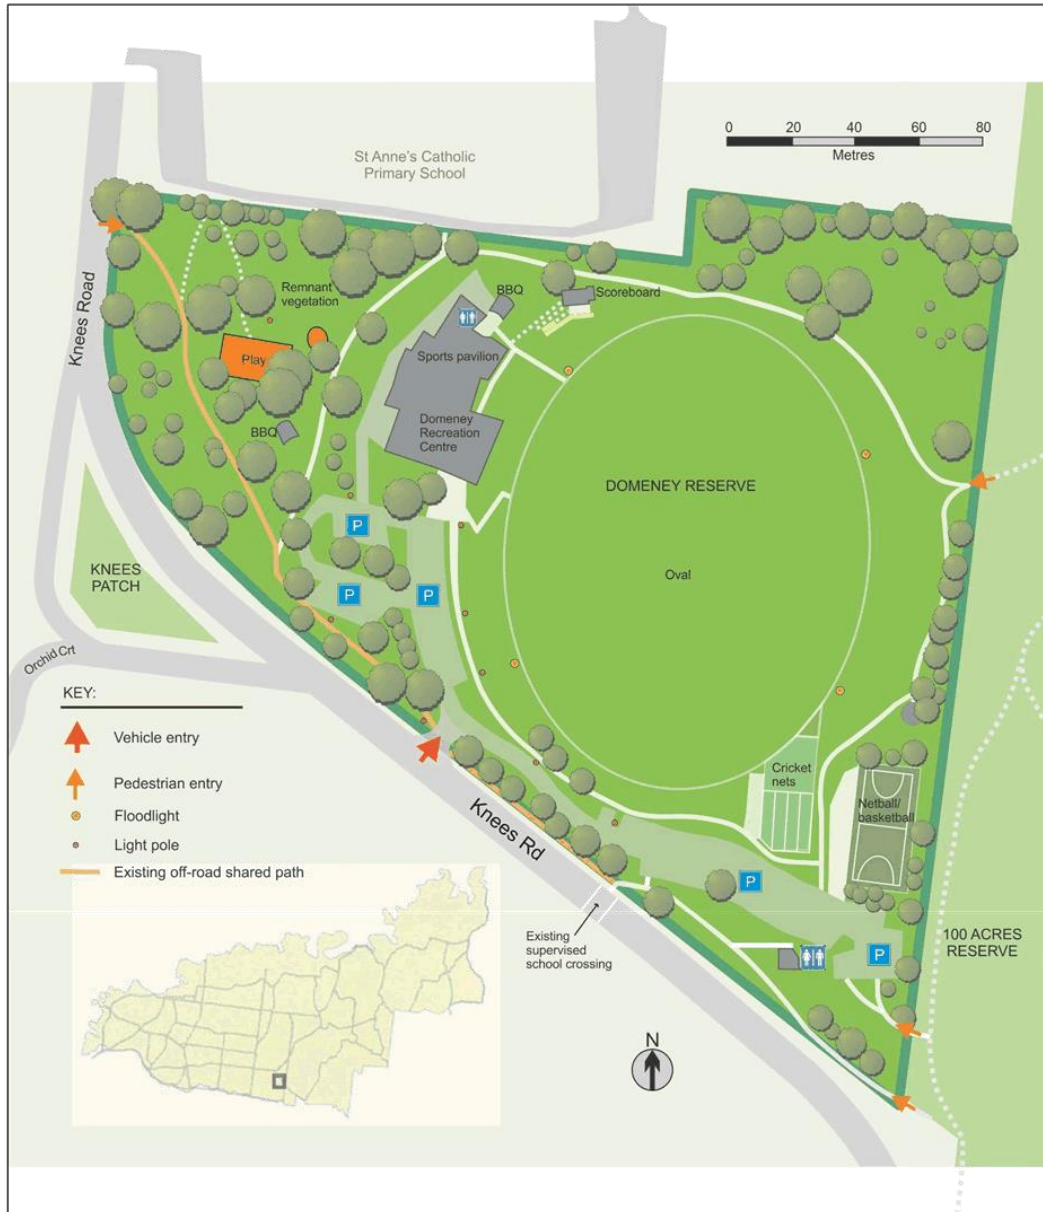 0 20 40 60 80
Metres
St Anne's Catholic
Primary School
Knees Road
Remnant
vegetation
BBQ
Scoreboard
Play
Sports pavilion
BBQ
Domeney
Recreation
Centre
DOMENEY RESERVE
P
Oval
KNEES
PATCH
P
P
Orchid Crt
KEY:
Vehicle entry
Pedestrian entry
Floodlight
Light pole
Existing off-road shared path
Knees Rd
Cricket
nets
Netball/
basketball
P
Existing
supervised
school crossing
P
100 ACRES
RESERVE
N